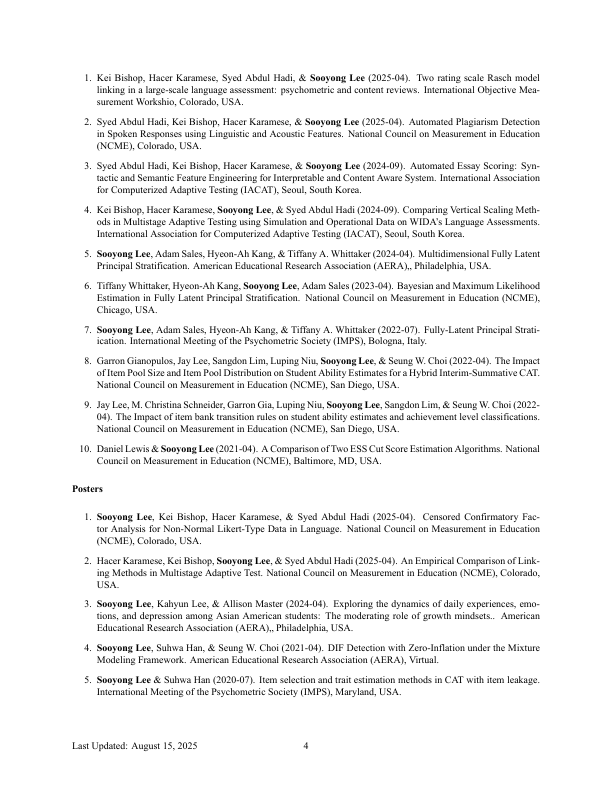 1. Kei Bishop, Hacer Karamese, Syed Abdul Hadi, & Sooyong Lee (2025-04). Two rating scale Rasch model
linking in a large-scale language assessment: psychometric and content reviews. International Objective Mea-
surement Workshio, Colorado, USA.
2. Syed Abdul Hadi, Kei Bishop, Hacer Karamese, & Sooyong Lee (2025-04). Automated Plagiarism Detection
in Spoken Responses using Linguistic and Acoustic Features. National Council on Measurement in Education
(NCME), Colorado, USA.
3. Syed Abdul Hadi, Kei Bishop, Hacer Karamese, & Sooyong Lee (2024-09). Automated Essay Scoring: Syn-
tactic and Semantic Feature Engineering for Interpretable and Content Aware System. International Association
for Computerized Adaptive Testing (IACAT), Seoul, South Korea.
4. Kei Bishop, Hacer Karamese, Sooyong Lee, & Syed Abdul Hadi (2024-09). Comparing Vertical Scaling Meth-
ods in Multistage Adaptive Testing using Simulation and Operational Data on WIDA's Language Assessments.
International Association for Computerized Adaptive Testing (IACAT), Seoul, South Korea.
5. Sooyong Lee, Adam Sales, Hyeon-Ah Kang, & Tiffany A. Whittaker (2024-04). Multidimensional Fully Latent
Principal Stratification. American Educational Research Association (AERA),, Philadelphia, USA.
6. Tiffany Whittaker, Hyeon-Ah Kang, Sooyong Lee, Adam Sales (2023-04). Bayesian and Maximum Likelihood
Estimation in Fully Latent Principal Stratification. National Council on Measurement in Education (NCME),
Chicago, USA.
7. Sooyong Lee, Adam Sales, Hyeon-Ah Kang, & Tiffany A. Whittaker (2022-07). Fully-Latent Principal Strati-
ication. International Meeting of the Psychometric Society (IMPS), Bologna, Italy.
8. Garron Gianopulos, Jay Lee, Sangdon Lim, Luping Niu, Sooyong Lee, & Seung W. Choi (2022-04). The Impact
of Item Pool Size and Item Pool Distribution on Student Ability Estimates for a Hybrid Interim-Summative CAT.
National Council on Measurement in Education (NCME), San Diego, USA.
9. Jay Lee, M. Christina Schneider, Garron Gia, Luping Niu, Sooyong Lee, Sangdon Lim, & Seung W. Choi (2022-
04). The Impact of item bank transition rules on student ability estimates and achievement level classifications.
National Council on Measurement in Education (NCME), San Diego, USA.
10. Daniel Lewis & Sooyong Lee (2021-04). A Comparison of Two ESS Cut Score Estimation Algorithms. National
Council on Measurement in Education (NCME), Baltimore, MD, USA.
Posters
1. Sooyong Lee, Kei Bishop, Hacer Karamese, & Syed Abdul Hadi (2025-04). Censored Confirmatory Fac-
tor Analysis for Non-Normal Likert-Type Data in Language. National Council on Measurement in Education
(NCME), Colorado, USA.
2. Hacer Karamese, Kei Bishop, Sooyong Lee, & Syed Abdul Hadi (2025-04). An Empirical Comparison of Link-
ing Methods in Multistage Adaptive Test. National Council on Measurement in Education (NCME), Colorado,
USA.
3. Sooyong Lee, Kahyun Lee, & Allison Master (2024-04). Exploring the dynamics of daily experiences, emo-
tions, and depression among Asian American students: The moderating role of growth mindsets.. American
Educational Research Association (AERA),, Philadelphia, USA.
4. Sooyong Lee, Suhwa Han, & Seung W. Choi (2021-04). DIF Detection with Zero-Inflation under the Mixture
Modeling Framework. American Educational Research Association (AERA), Virtual.
5. Sooyong Lee & Suhwa Han (2020-07). Item selection and trait estimation methods in CAT with item leakage.
International Meeting of the Psychometric Society (IMPS), Maryland, USA.
Last Updated: August 15, 2025 4